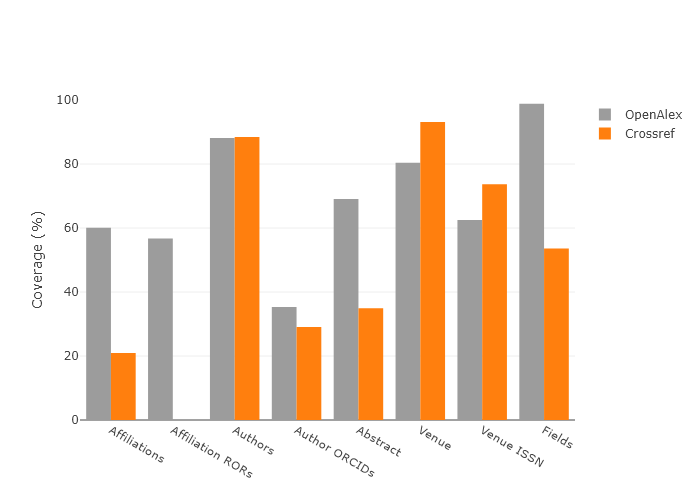 100
80
60
40
20
0
Coverage (%)
Affiliations
Affiliation RORs
Authors
Author ORCIDs
Abstract
Venue
Venue ISSN
Fields
OpenAlex
Crossref